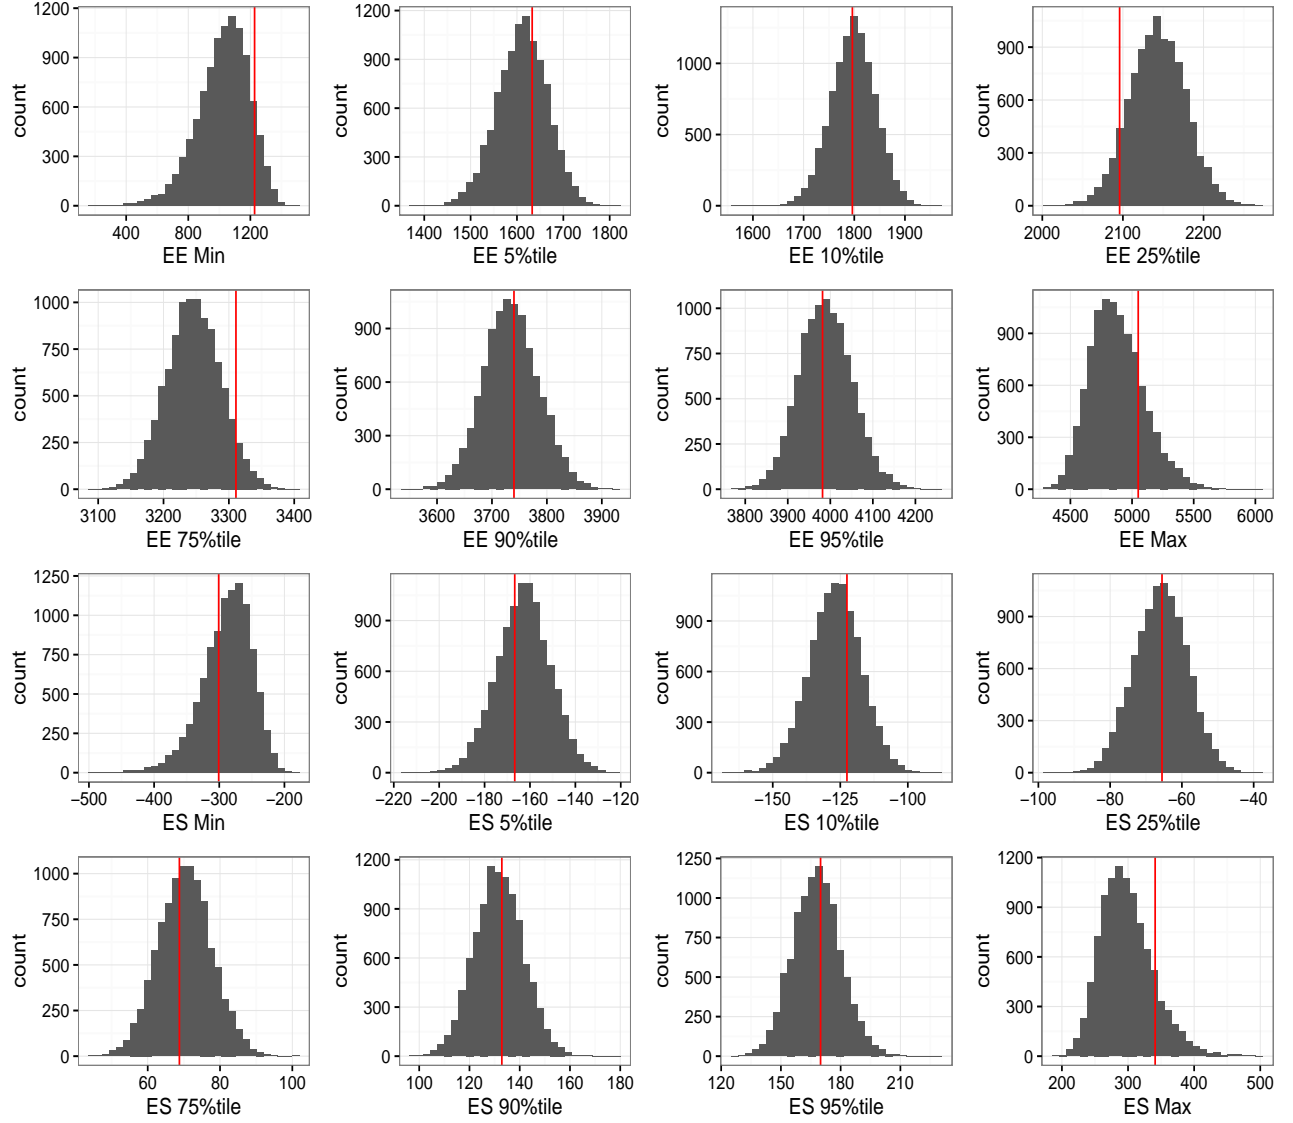 count
1200
900
600
300
0
400 800 1200
EE Min
count
1200
900
600
300
0
1400 1500 1600 1700 1800
EE 5%tile
count
1000
500
0
1600 1700 1800 1900
EE 10%tile
count
900
600
300
0
2000 2100 2200
EE 25%tile
count
1000
750
500
250
0
3100 3200 3300 3400
EE 75%tile
count
900
600
300
0
3600 3700 3800 3900
EE 90%tile
count
1000
750
500
250
0
3800 3900 4000 4100 4200
EE 95%tile
count
900
600
300
0
4500 5000 5500 6000
EE Max
count
1250
1000
750
500
250
0
−500 −400 −300 −200
ES Min
count
900
600
300
0
−220 −200 −180 −160 −140 −120
ES 5%tile
count
900
600
300
0
−150 −125 −100
ES 10%tile
count
900
600
300
0
−100 −80 −60 −40
ES 25%tile
count
1000
750
500
250
0
60 80 100
ES 75%tile
count
1200
900
600
300
0
100 120 140 160 180
ES 90%tile
count
1250
1000
750
500
250
0
120 150 180 210
ES 95%tile
count
1200
900
600
300
0
200 300 400 500
ES Max